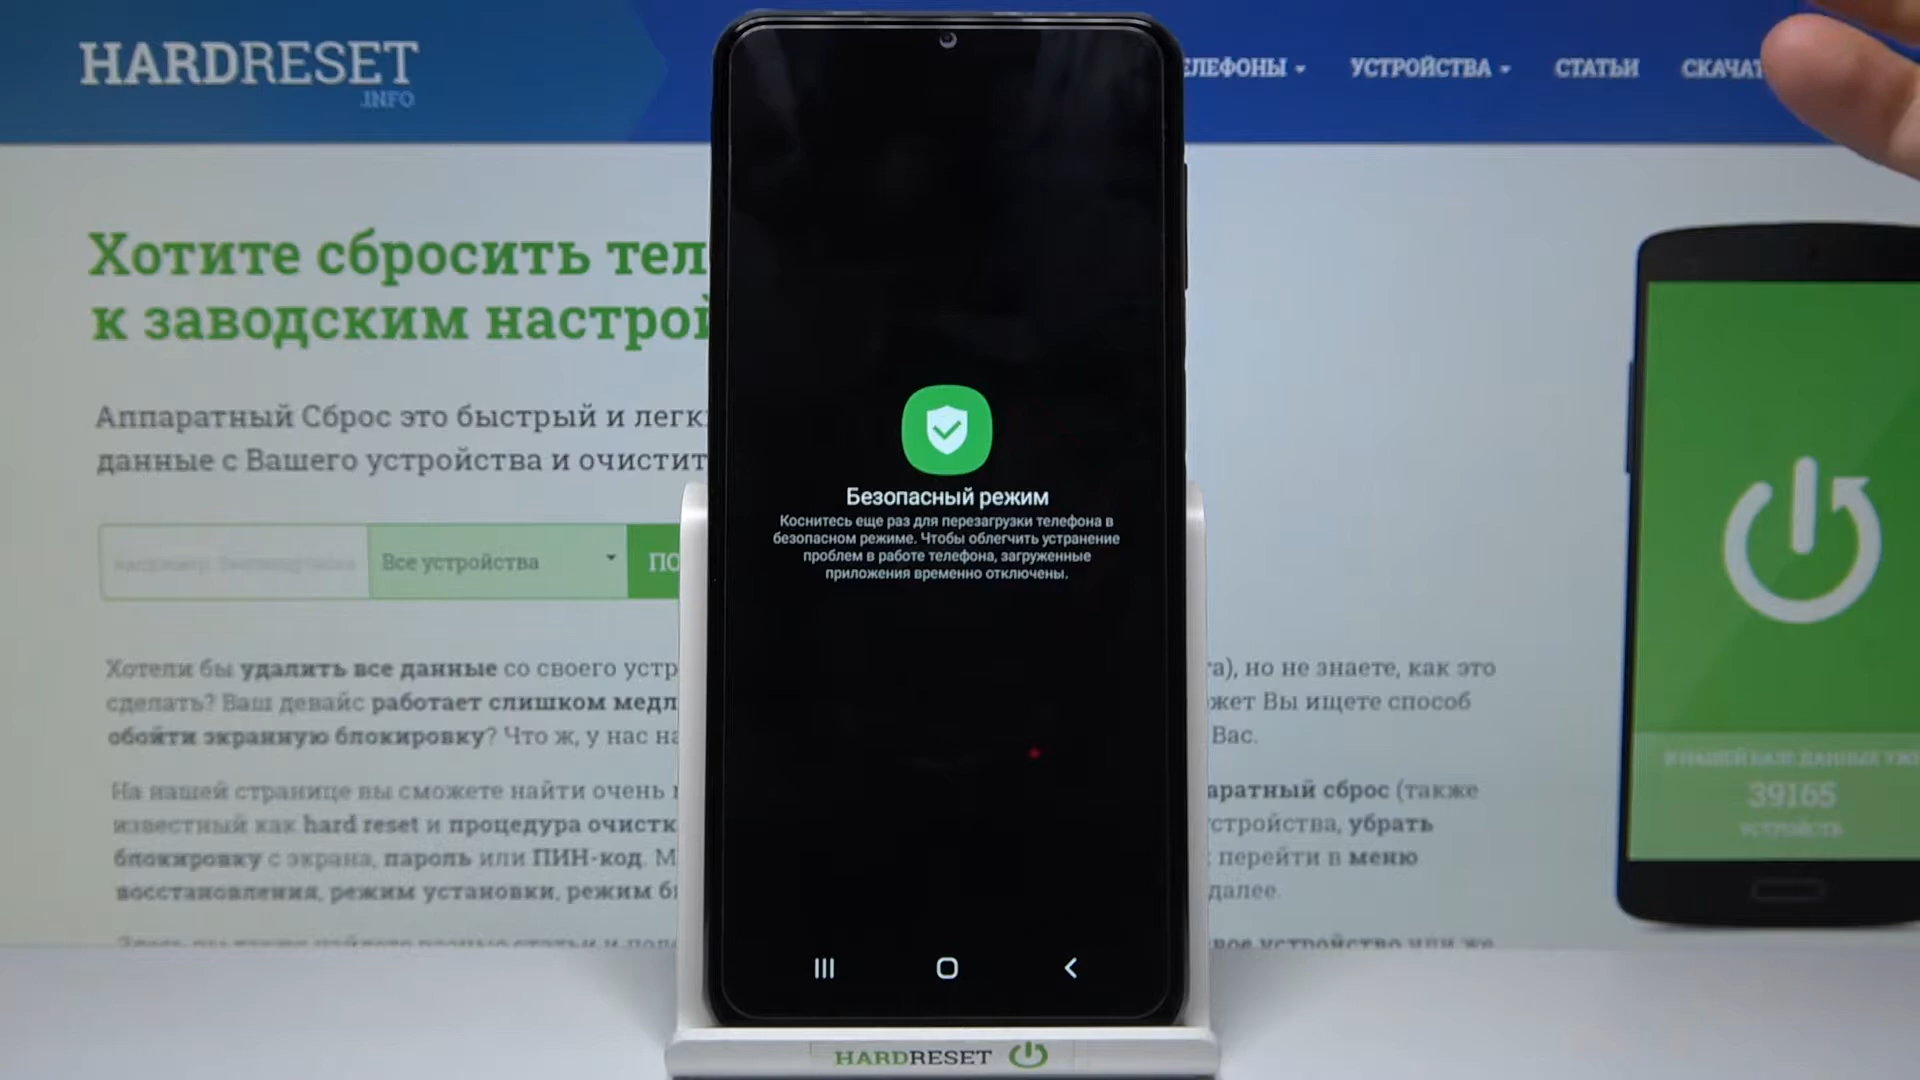 HARDRESET
.INFO
ЕЛЕФОНЫ
УСТРОЙСТВА
СТАТЬИ
СКАЧАТ
Хотите сбросить тел
к заводским настрой
Аппаратный Сброс это быстрый и легк
данные с Вашего устройства и очистит
Все устройства
ПО
Хотели бы удалить все данные со своего устр
сделать? Ваш девайс работает слишком медл
обойти экранную блокировку? Что ж, у нас на
На нашей странице вы сможете найти очень
известный как hard reset и процедура очистк
блокировку с экрана, пароль или ПИН-код. М
восстановления, режим установки, режим б
Безопасный режим
Коснитесь еще раз для перезагрузки телефона в
безопасном режиме. Чтобы облегчить устранение
проблем в работе телефона, загруженные
приложения временно отключены.
та), но не знаете, как это
жет Вы ищете способ
Вас.
аратный сброс (также
стройства, убрать
перейти в меню
далее.
39165
УСТРОЙСТВ
HARDRESET